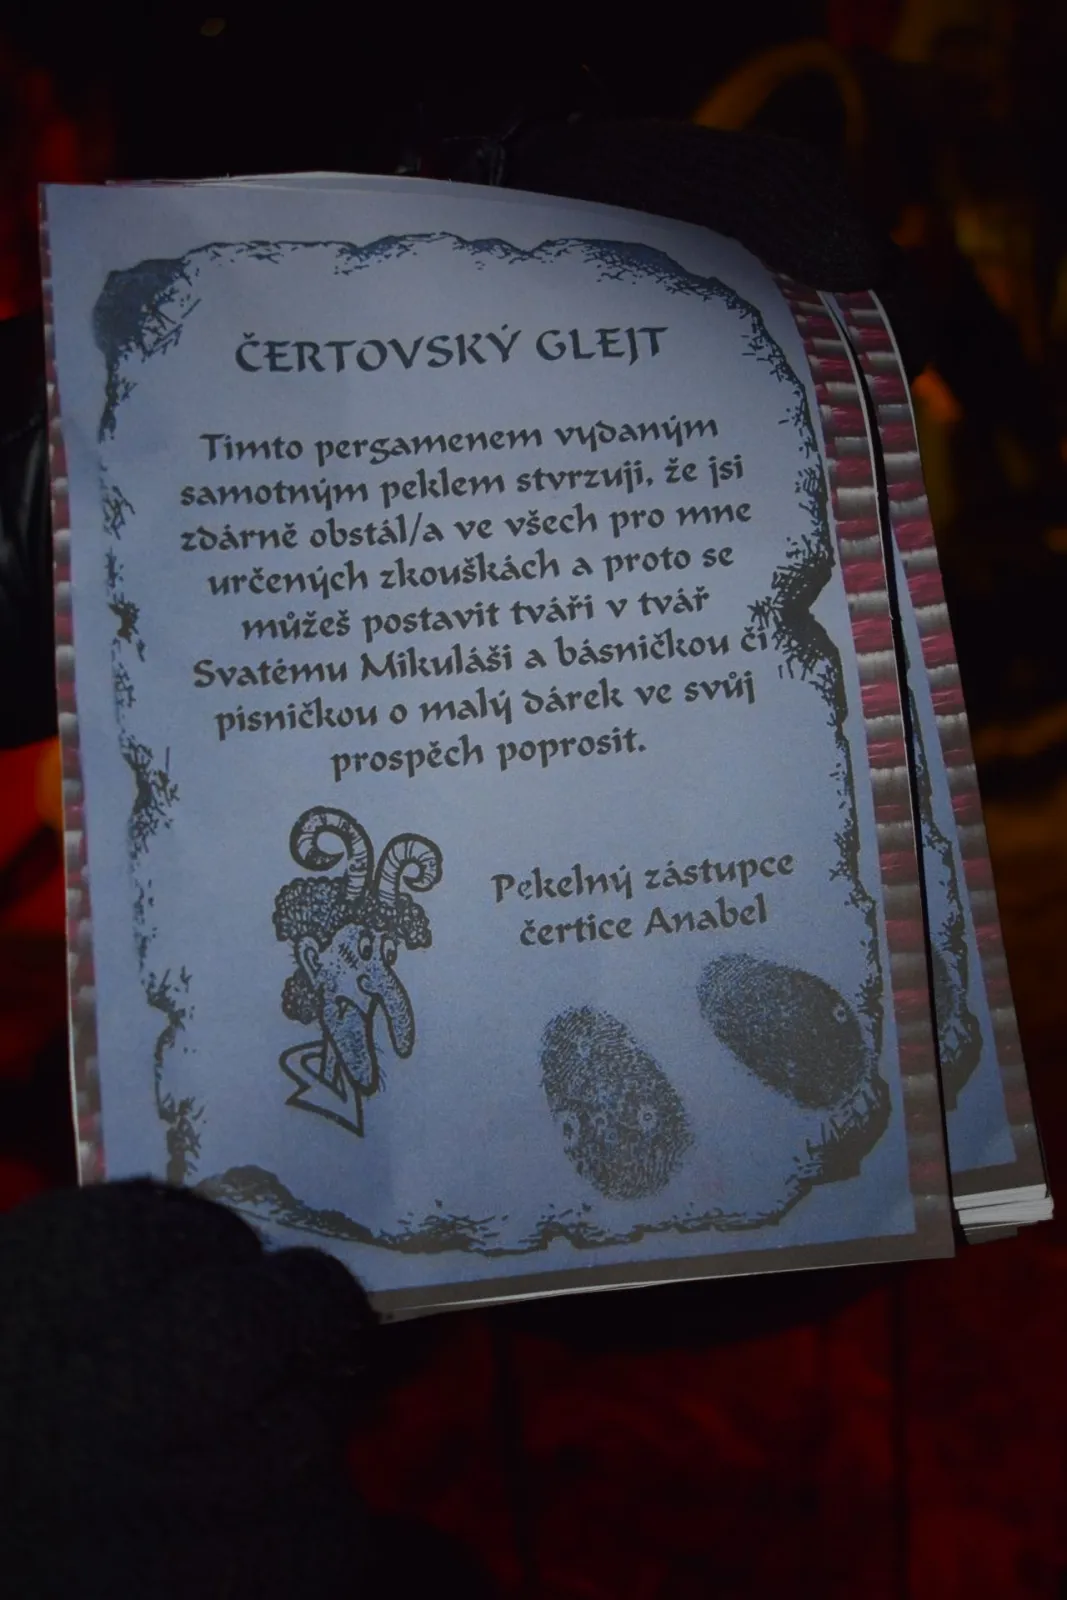 ČERTOVSKÝ GLEJT
Tímto pergamenem vydaným
samotným peklem stvrzuji, že jsi
zdárně obstál/a ve všech pro mne
určených zkouškách a proto se
můžeš postavit tváři v tvář
Svatému Mikuláši a básničkou či
písničkou o malý dárek ve svůj
prospěch poprosit.
Pekelný zástupce
čertice Anabel